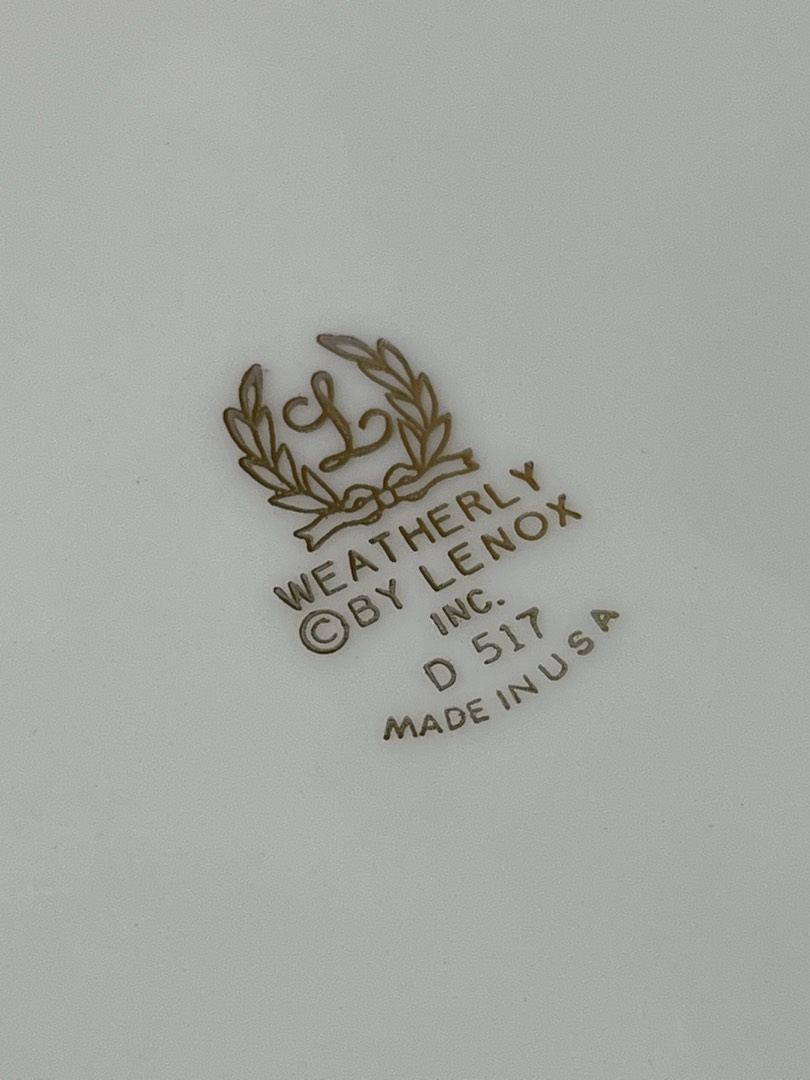 L
WEATHERLY
©BY LENOX
INC.
D 517
MADE IN USA